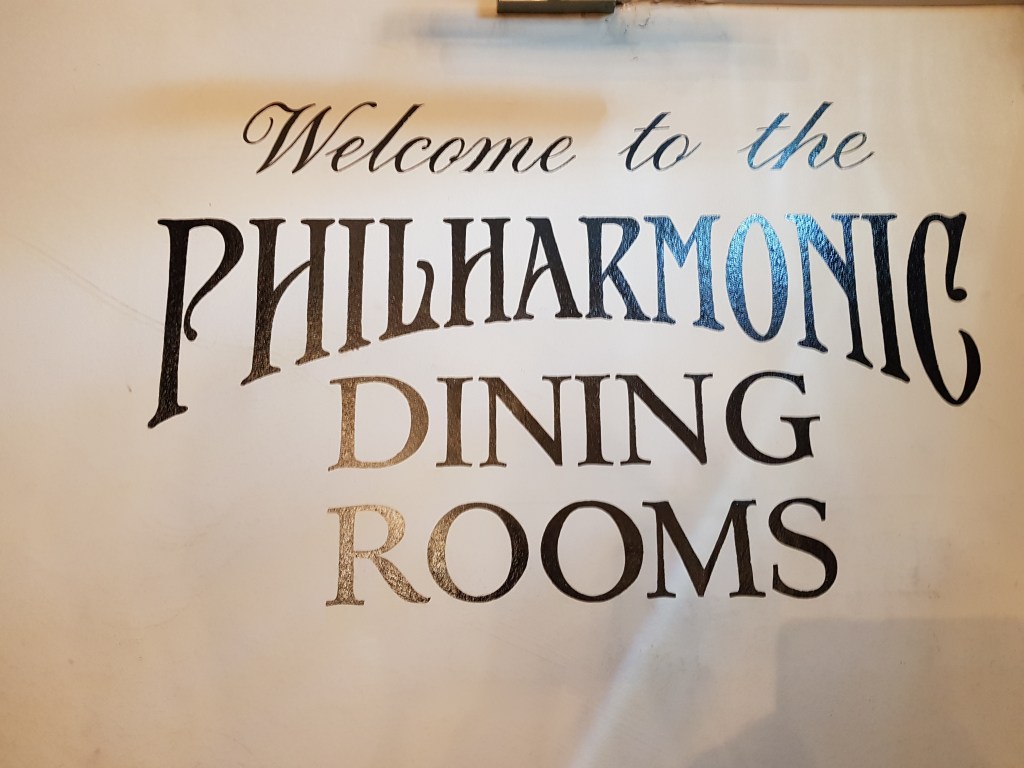 Welcome to the
PHILHARMONIC
DINING
ROOMS